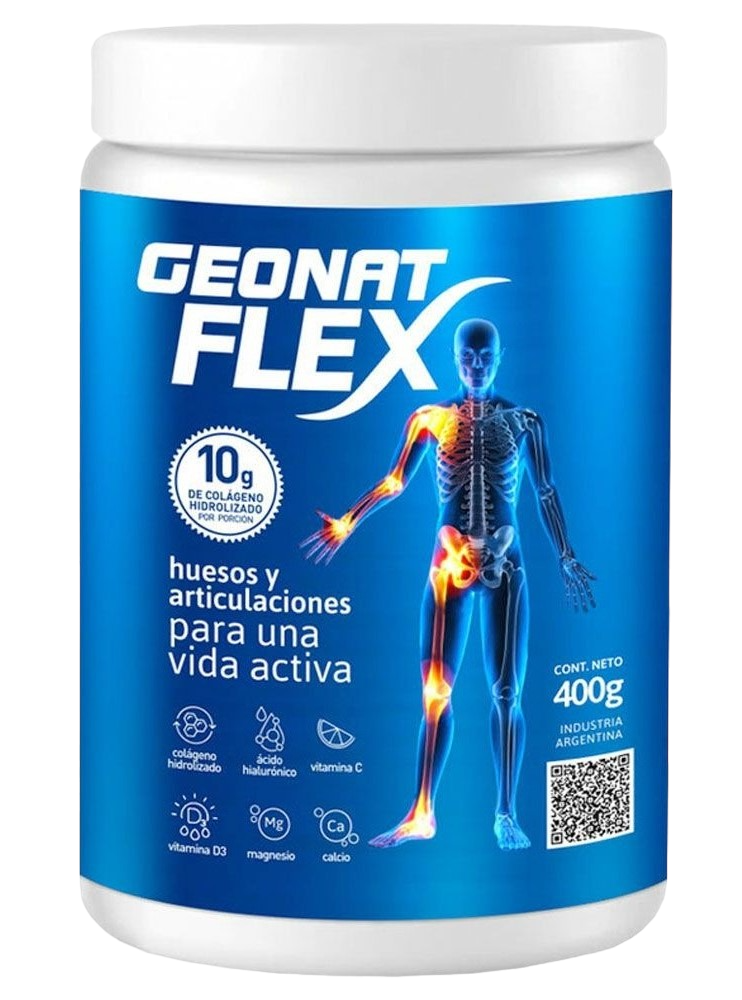 GEONAT
FLEX
10g
DE COLÁGENO
HIDROLIZADO
POR PORCIÓN
huesos y
articulaciones
para una
vida activa
colágeno
hidrolizado
ácido
hialurónico
vitamina C
D3
vitamina D3
Mg
magnesio
Ca
calcio
CONT. NETO
400g
INDUSTRIA
ARGENTINA